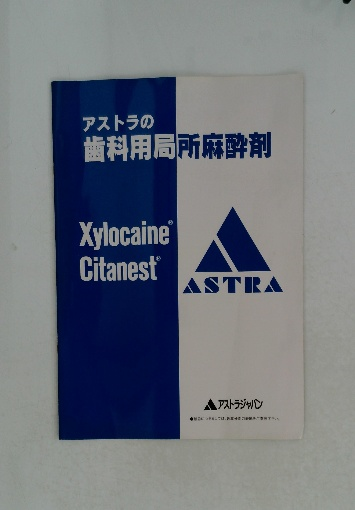 アストラの
歯科用局所麻酔剤
Xylocaine®
Citanest®
ASTRA
アストラジャパン